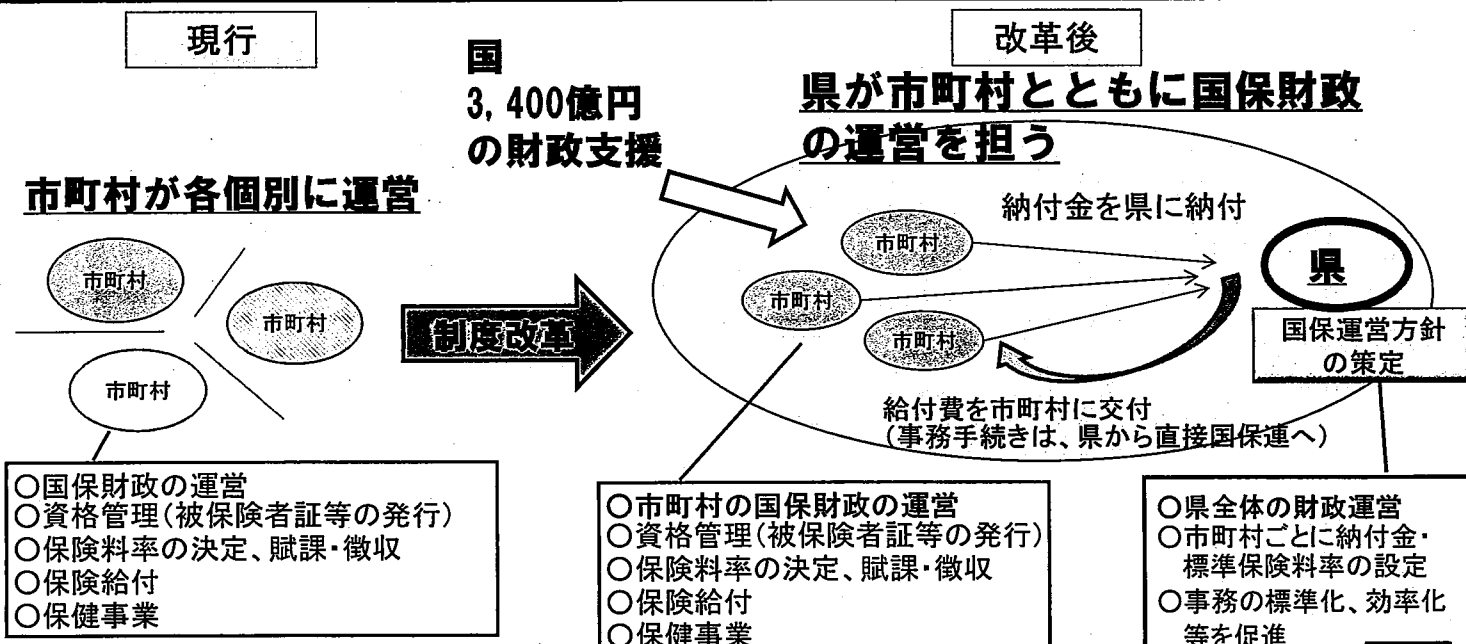 現行
市町村が各個別に運営
市町村
市町村
市町村
○国保財政の運営
○資格管理(被保険者証等の発行)
○保険料率の決定、賦課・徴収
○保険給付
○保健事業
制度改革
国
3,400億円
の財政支援
改革後
県が市町村とともに国保財政
の運営を担う
納付金を県に納付
市町村
市町村
市町村
県
国保運営方針
の策定
給付費を市町村に交付
(事務手続きは、県から直接国保連へ)
○市町村の国保財政の運営
○資格管理(被保険者証等の発行)
○保険料率の決定、賦課・徴収
○保険給付
○保健事業
○県全体の財政運営
○市町村ごとに納付金・
標準保険料率の設定
○事務の標準化、効率化
等を促進